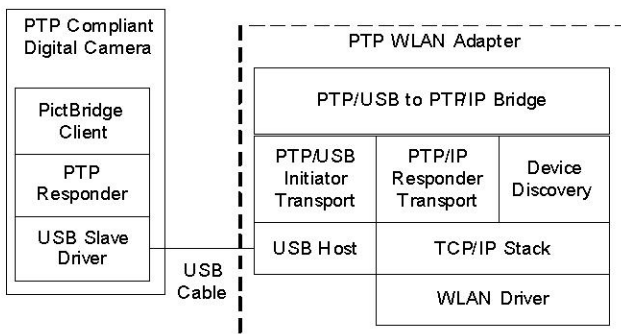 PTP Compliant
Digital Camera
PictBridge
Client
PTP
Responder
USB Slave
Driver
USB
Cable
PTP WLAN Adapter
PTP/USB to PTP/IP Bridge
PTP/USB
Initiator
Transport
PTP/IP
Responder
Transport
Device
Discovery
USB Host
TCP/IP Stack
WLAN Driver